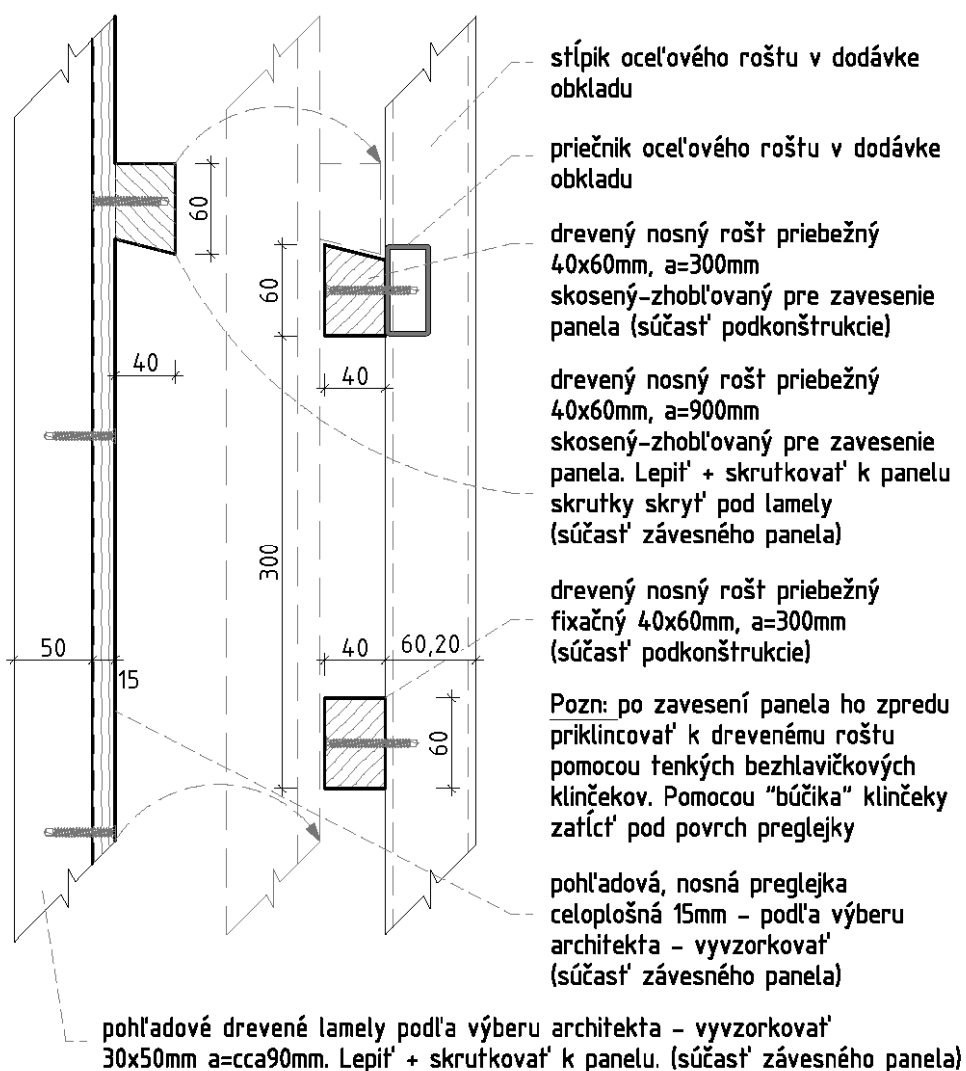 stĺpik oceľového roštu v dodávke
obkladu
priečnik oceľového roštu v dodávke
obkladu
drevený nosný rošt priebežný
40x60mm, a=300mm
skosený-zhobľovaný pre zavesenie
panela (súčasť podkonštrukcie)
drevený nosný rošt priebežný
40x60mm, a=900mm
skosený-zhobľovaný pre zavesenie
panela. Lepiť + skrutkovať k panelu
skrutky skryť pod lamely
(súčasť závesného panela)
drevený nosný rošt priebežný
fixačný 40x60mm, a=300mm
(súčasť podkonštrukcie)
Pozn: po zavesení panela ho zpredu
priklincovať k drevenému roštu
pomocou tenkých bezhlavičkových
klinčekov. Pomocou "búčika" klinčeky
zatĺcť pod povrch preglejky
pohľadová, nosná preglejka
celoplošná 15mm - podľa výberu
architekta - vyvzorkovať
(súčasť závesného panela)
pohľadové drevené lamely podľa výberu architekta - vyvzorkovať
30x50mm a=cca90mm. Lepiť + skrutkovať k panelu. (súčasť závesného panela)
60
40
60
40
300
50
15
40
60,20
60